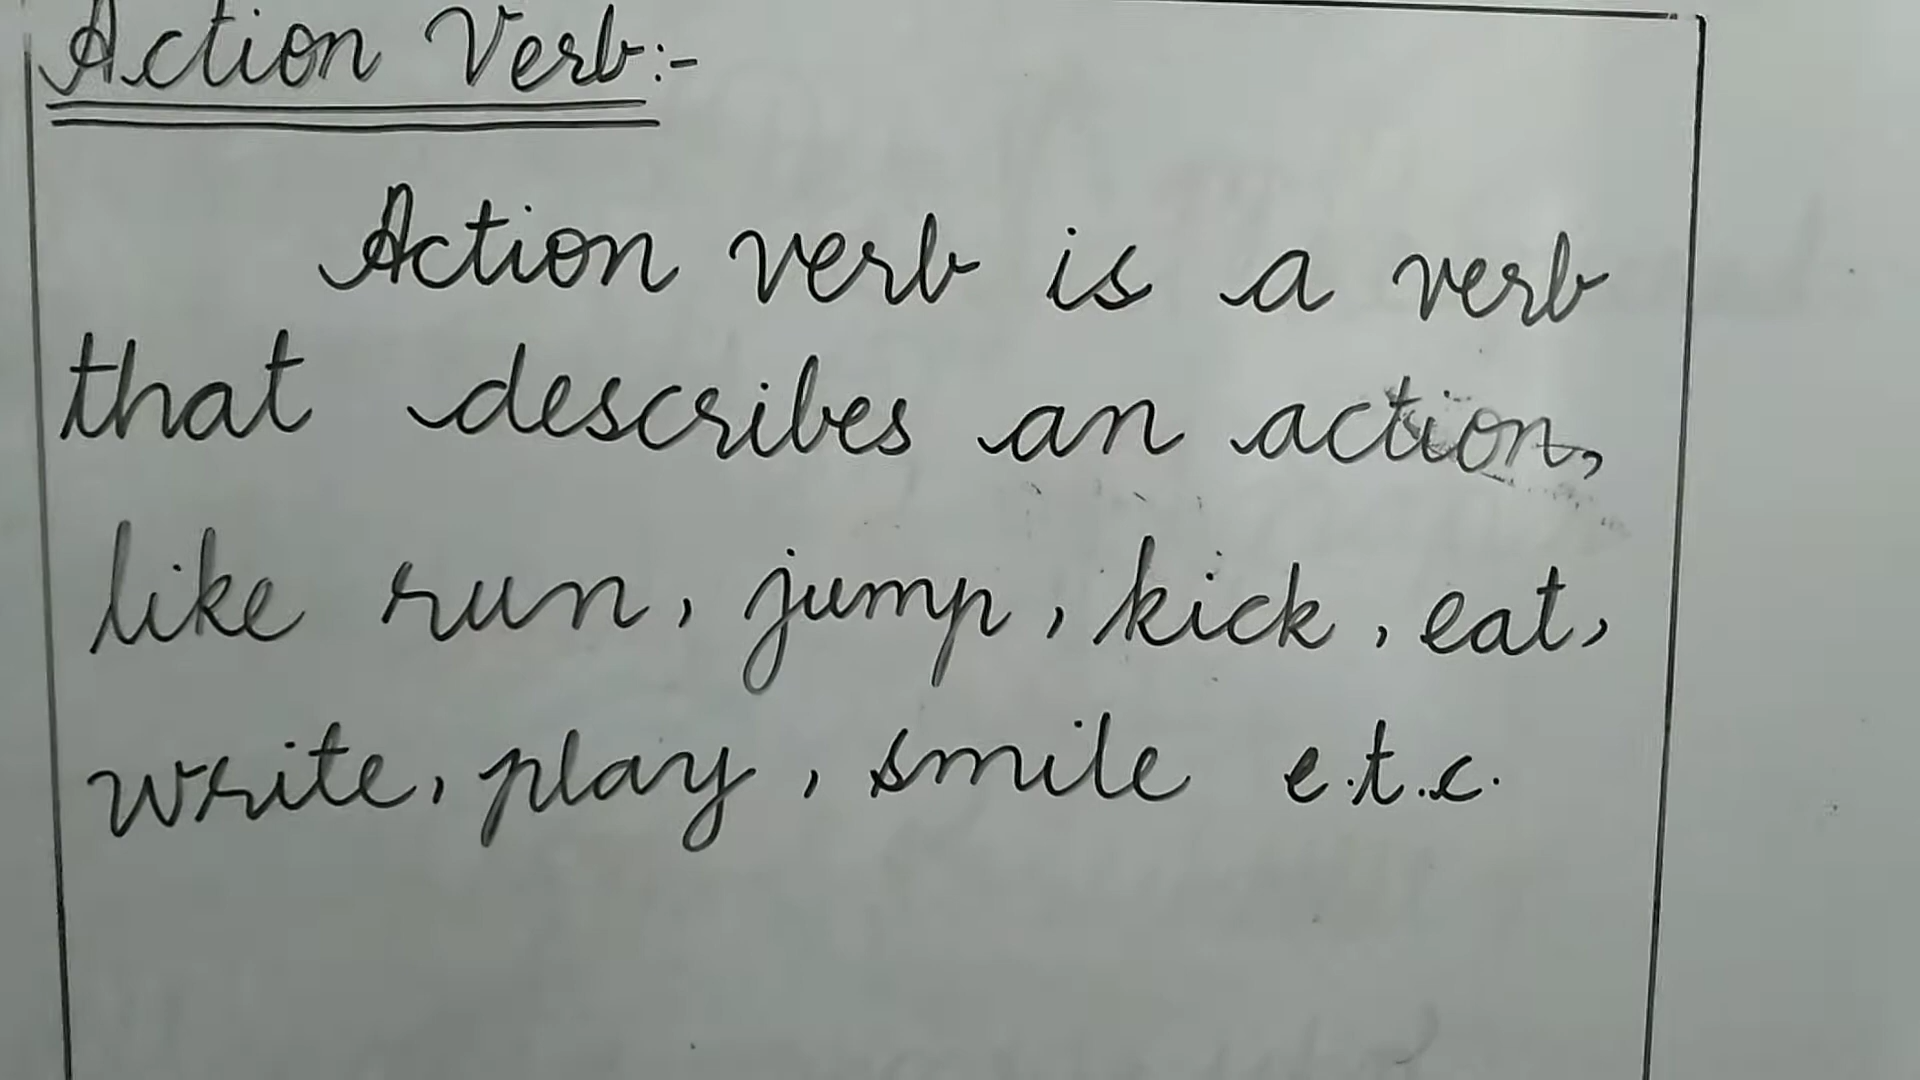 Action Verb:-
Action verb is a verb
that describes an action,
like run, jump, kick, eat,
write, play, smile e.t.c.